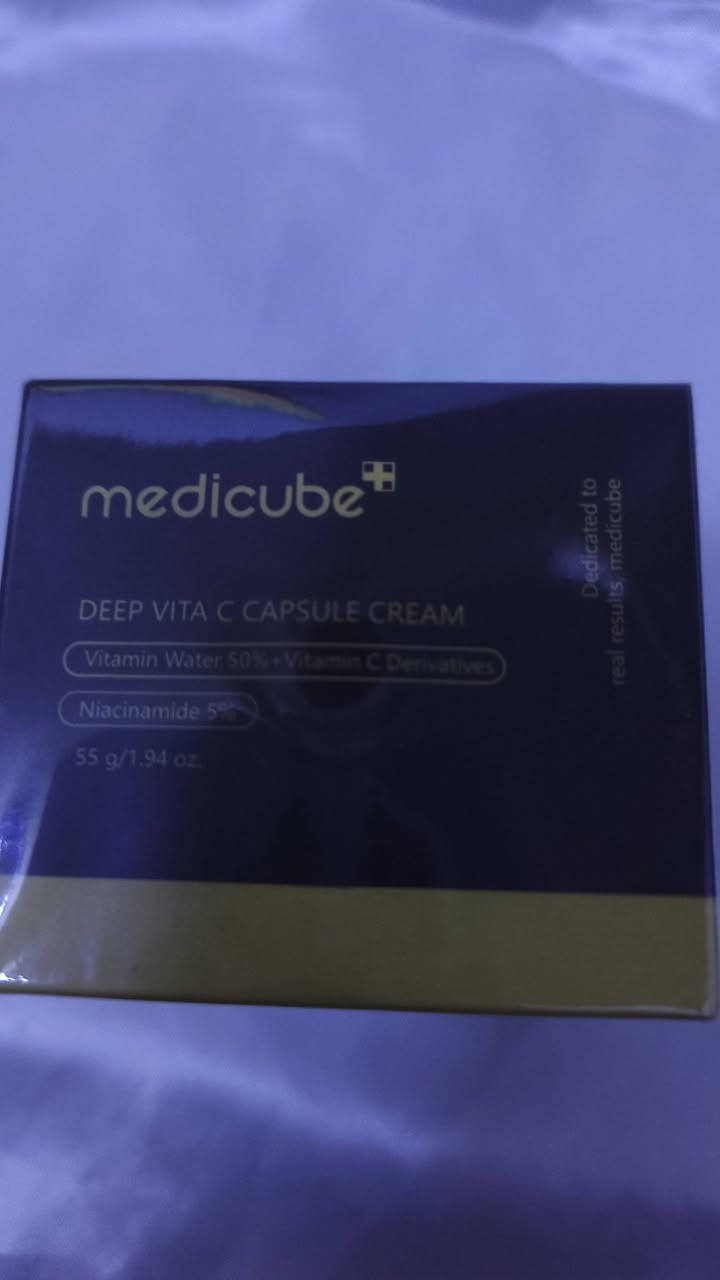 medicube
DEEP VITA C CAPSULE CREAM
Vitamin Water 50%+Vitamin C Derivatives
Niacinamide 5%
55 g/1.94 oz.
Dedicated to
real results, medicube